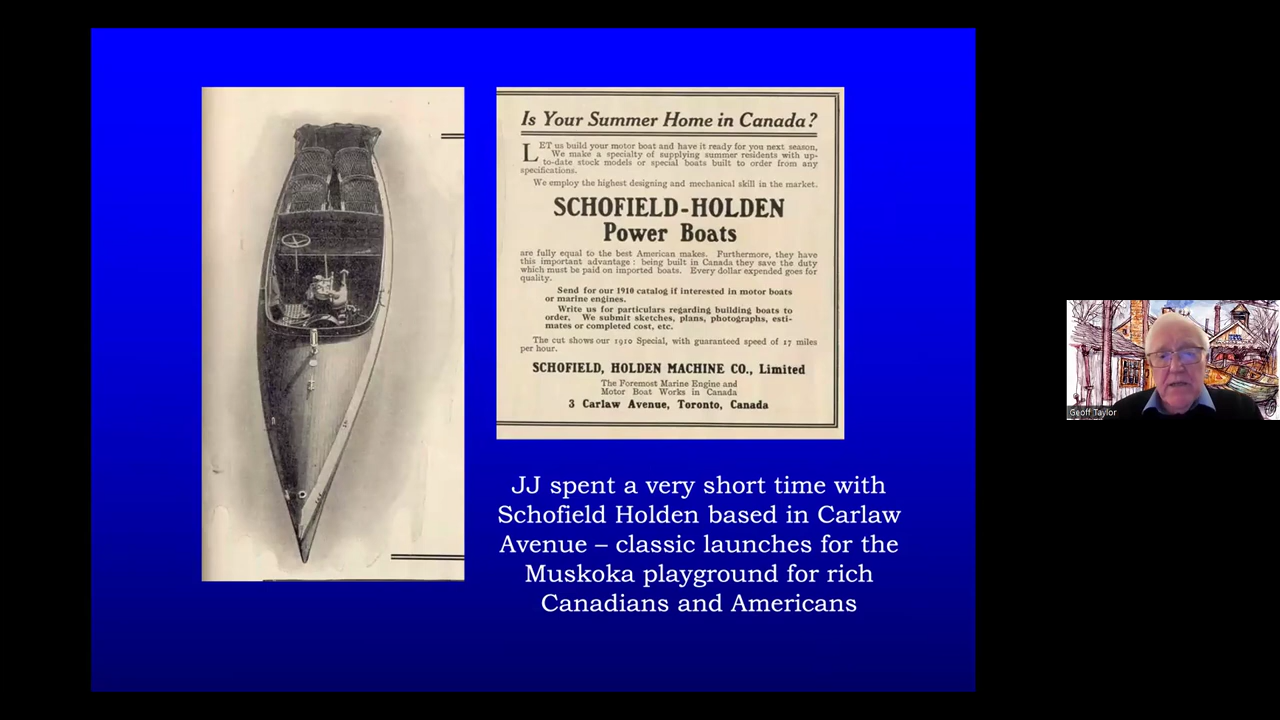 Is Your Summer Home in Canada?
LET us build your motor boat and have it ready for you next season,
We make a specialty of supplying summer residents with up-
to-date stock models or special boats built to order from any
specifications.
We employ the highest designing and mechanical skill in the market.
SCHOFIELD-HOLDEN
Power Boats
are fully equal to the best American makes. Furthermore, they have
this important advantage: being built in Canada they save the duty
which must be paid on imported boats. Every dollar expended goes for
quality.
Send for our 1910 catalog if interested in motor boats
or marine engines.
Write us for particulars regarding building boats to
order. We submit sketches, plans, photographs, esti-
mates or completed cost, etc.
The cut shows our 1910 Special, with guaranteed speed of 17 miles
per hour.
SCHOFIELD, HOLDEN MACHINE CO., Limited
The Foremost Marine Engine and
Motor Boat Works in Canada
3 Carlaw Avenue, Toronto, Canada
JJ spent a very short time with
Schofield Holden based in Carlaw
Avenue – classic launches for the
Muskoka playground for rich
Canadians and Americans
Geoff Taylor